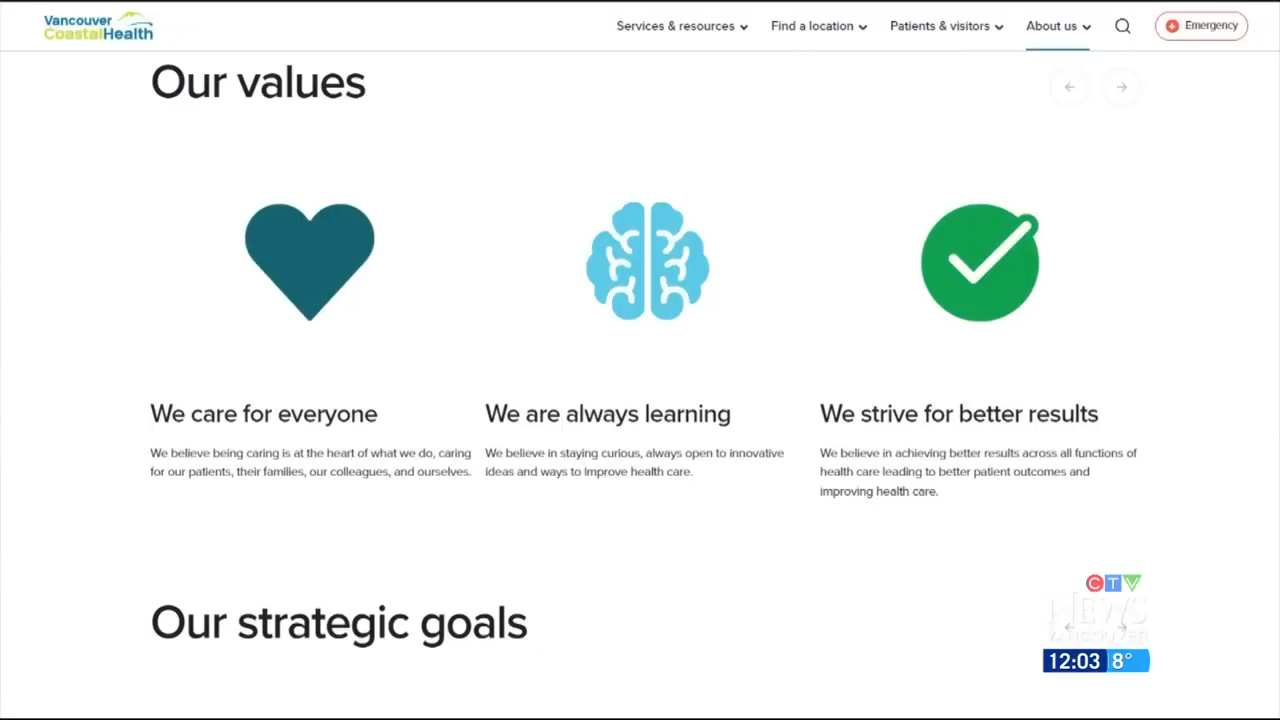 Vancouver
CoastalHealth
Services & resources
Find a location
Patients & visitors
About us
Emergency
Our values
We care for everyone
We believe being caring is at the heart of what we do, caring
for our patients, their families, our colleagues, and ourselves.
We are always learning
We believe in staying curious, always open to innovative
ideas and ways to improve health care.
We strive for better results
We believe in achieving better results across all functions of
health care leading to better patient outcomes and
improving health care.
Our strategic goals
CTV
NEWS
VANCOUVER
12:03 8°